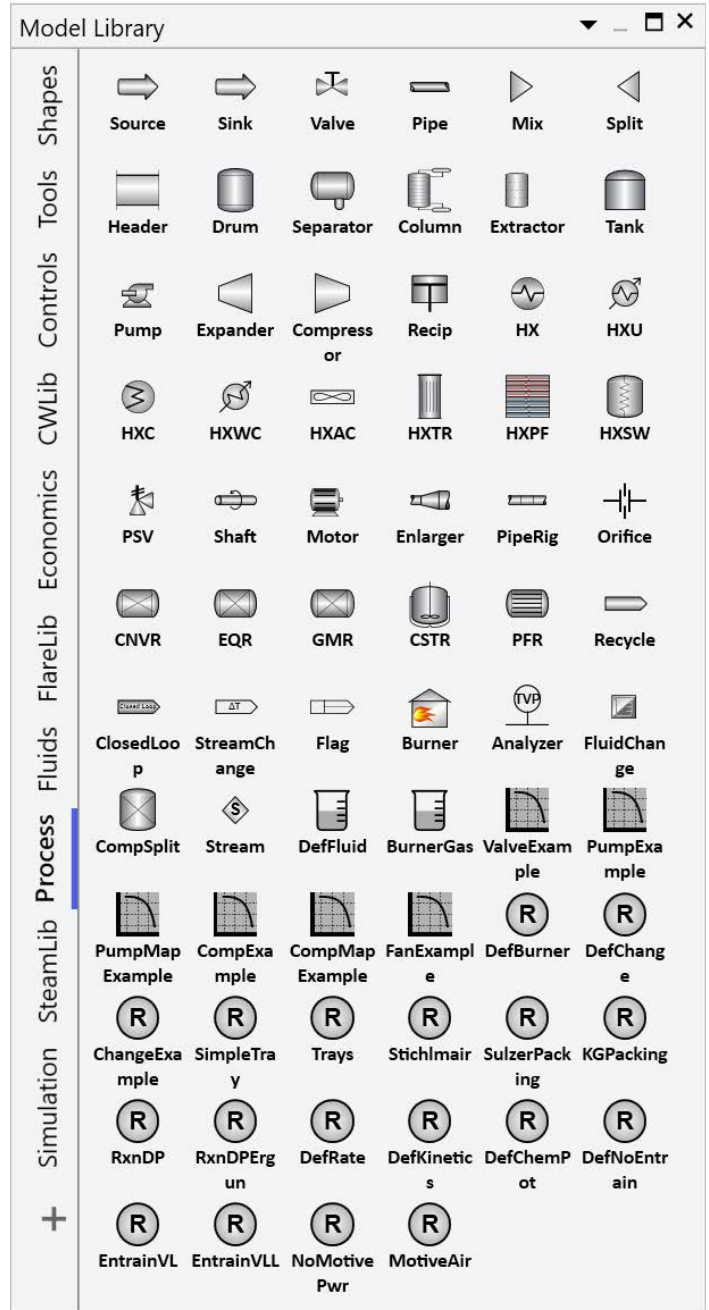 Model Library
Shapes
Tools
Controls
CWLib
Economics
FlareLib
Fluids
Process
SteamLib
Simulation
+
Source Sink Valve Pipe Mix Split
Header Drum Separator Column Extractor Tank
Pump Expander Compress Recip HX HXU
or
HXC HXWC HXAC HXTR HXPF HXSW
PSV Shaft Motor Enlarger PipeRig Orifice
CNVR EQR GMR CSTR PFR Recycle
Closed Loop ΔT TVP
ClosedLoo StreamCh Flag Burner Analyzer FluidChan
p ange ge
S
CompSplit Stream DefFluid BurnerGas ValveExam PumpExa
ple mple
R R
PumpMap CompExa CompMap FanExampl DefBurner DefChang
Example mple Example e e
R R R R R R
ChangeExa SimpleTra Trays Stichlmair SulzerPack KGPacking
mple y ing
R R R R R R
RxnDP RxnDPErg DefRate DefKinetic DefChemP DefNoEntr
un s ot ain
R R R R
EntrainVL EntrainVLL NoMotive MotiveAir
Pwr